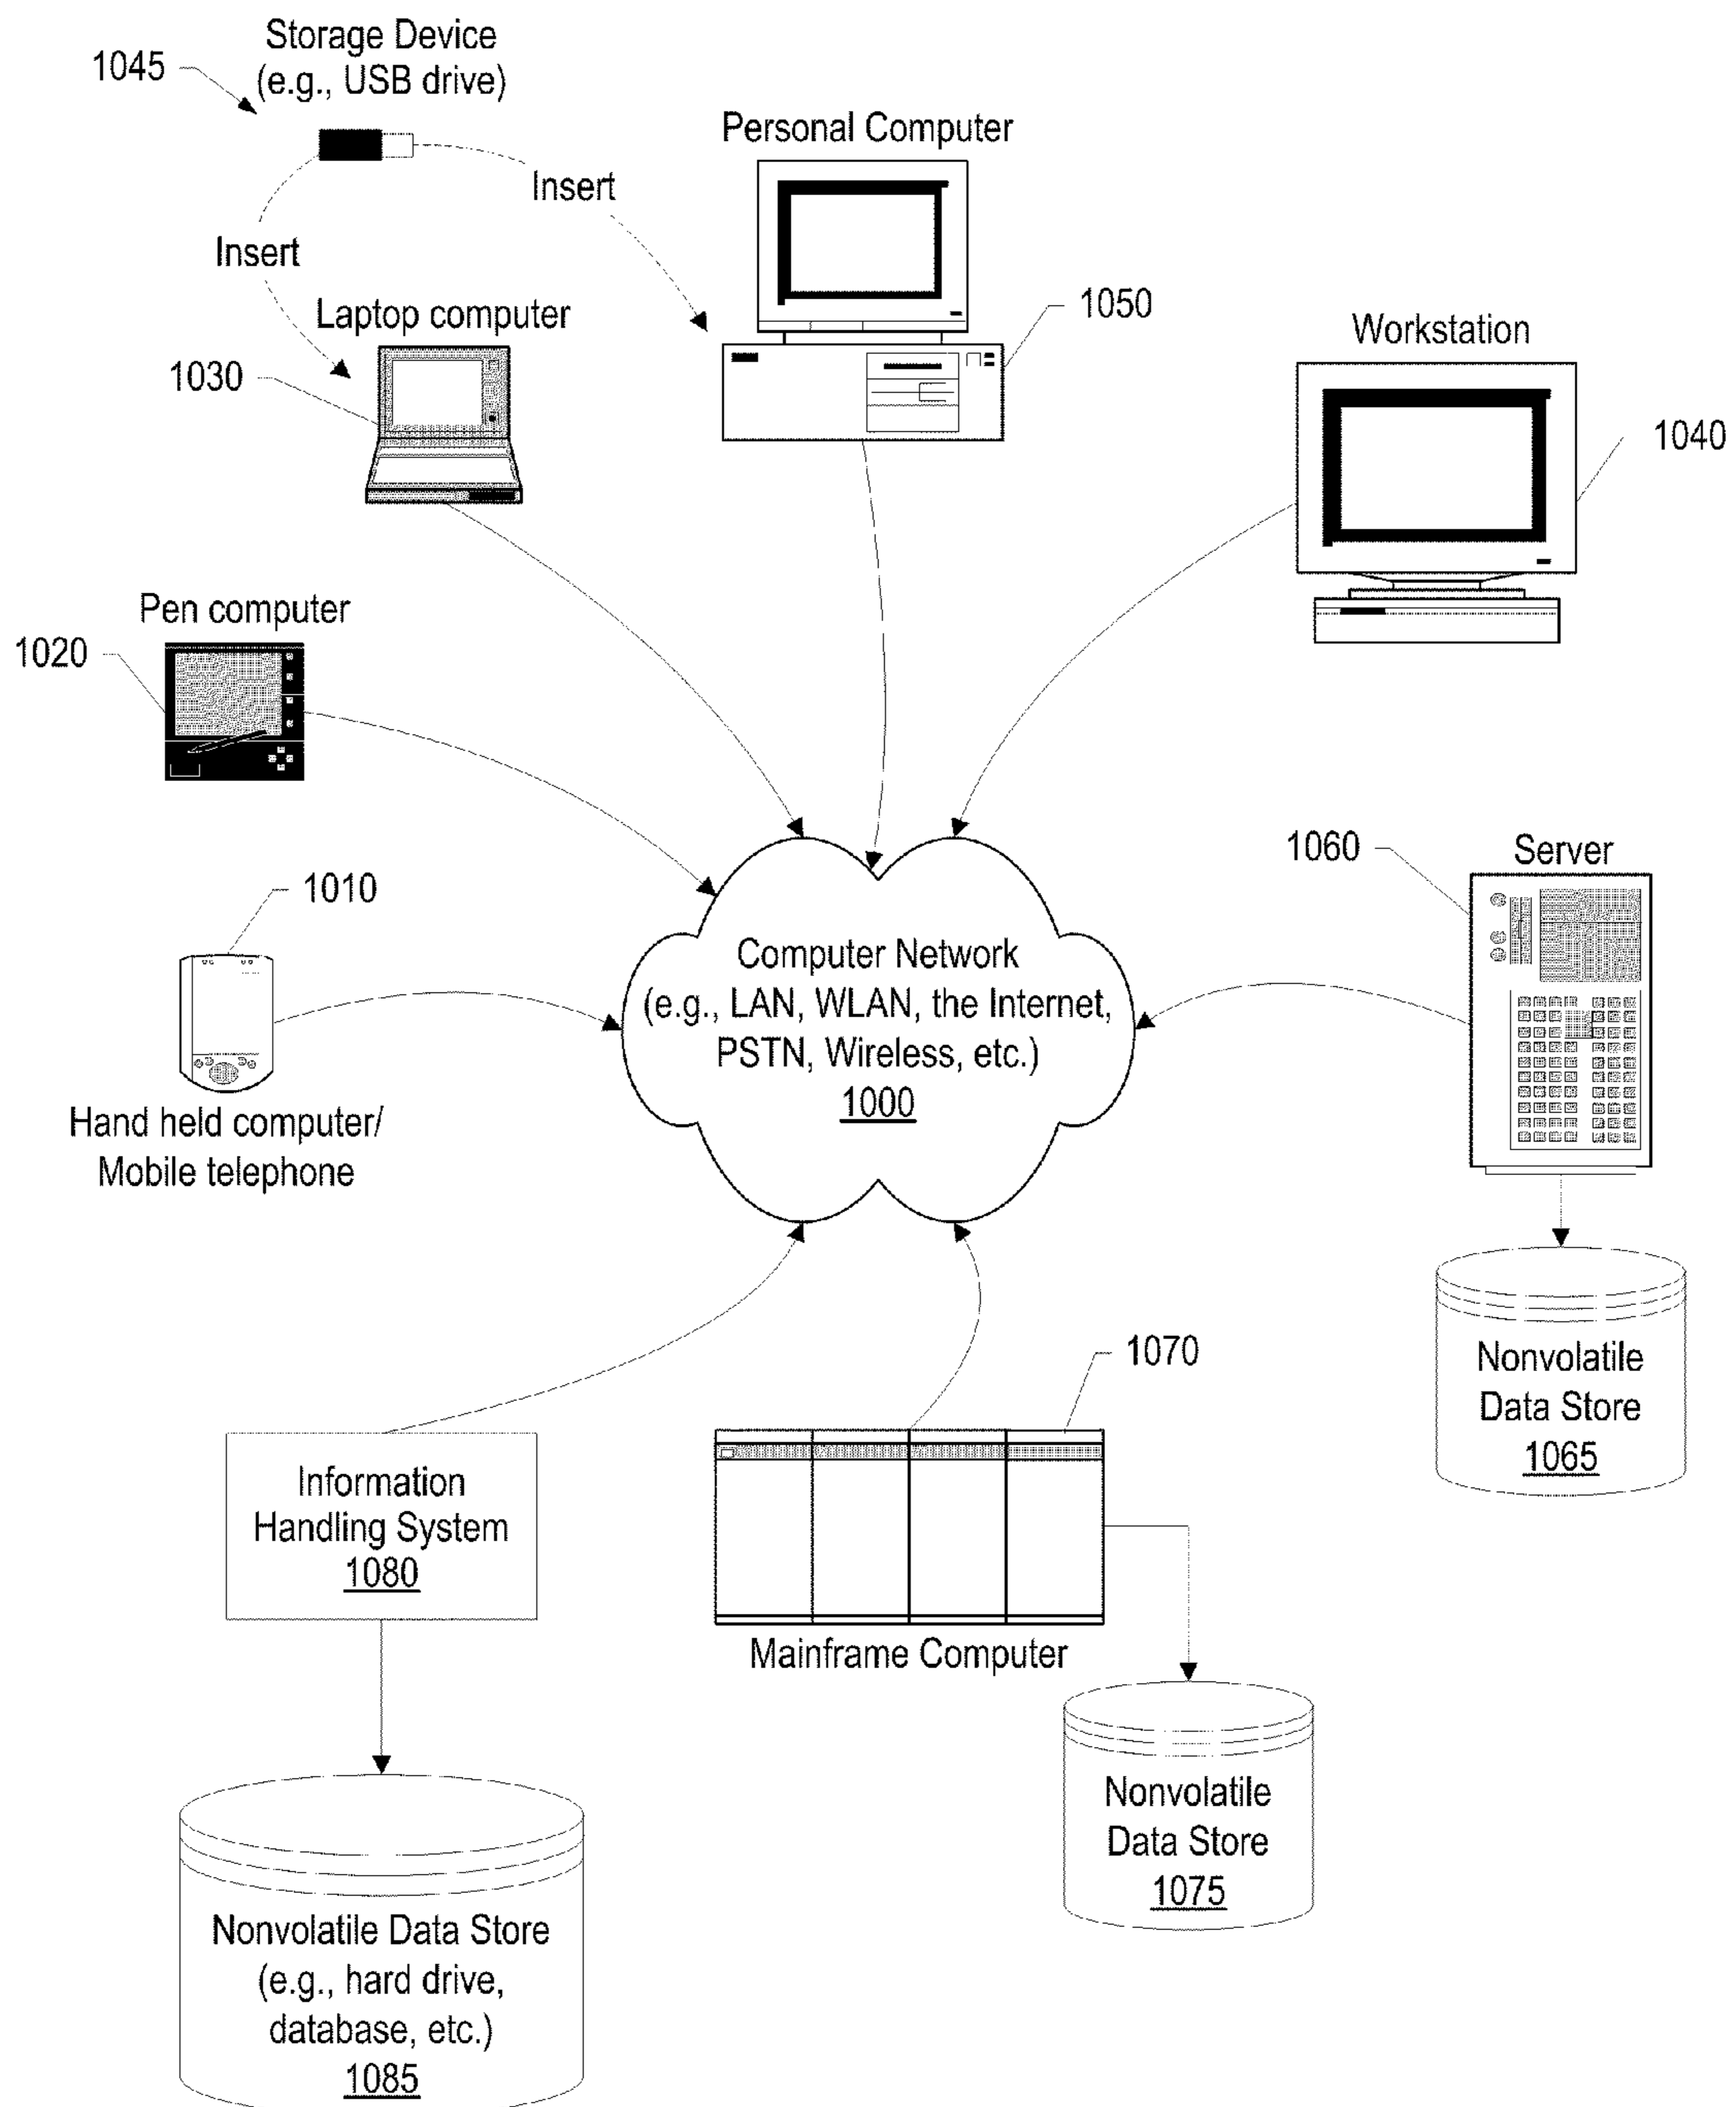 Storage Device
(e.g., USB drive)
1045
Personal Computer
Insert
Insert
Laptop computer
1030
1050
Workstation
1040
Pen computer
1020
1060
Server
1010
Computer Network
(e.g., LAN, WLAN, the Internet,
PSTN, Wireless, etc.)
1000
Hand held computer/
Mobile telephone
Nonvolatile
Data Store
1065
1070
Information
Handling System
1080
Mainframe Computer
Nonvolatile
Data Store
1075
Nonvolatile Data Store
(e.g., hard drive,
database, etc.)
1085